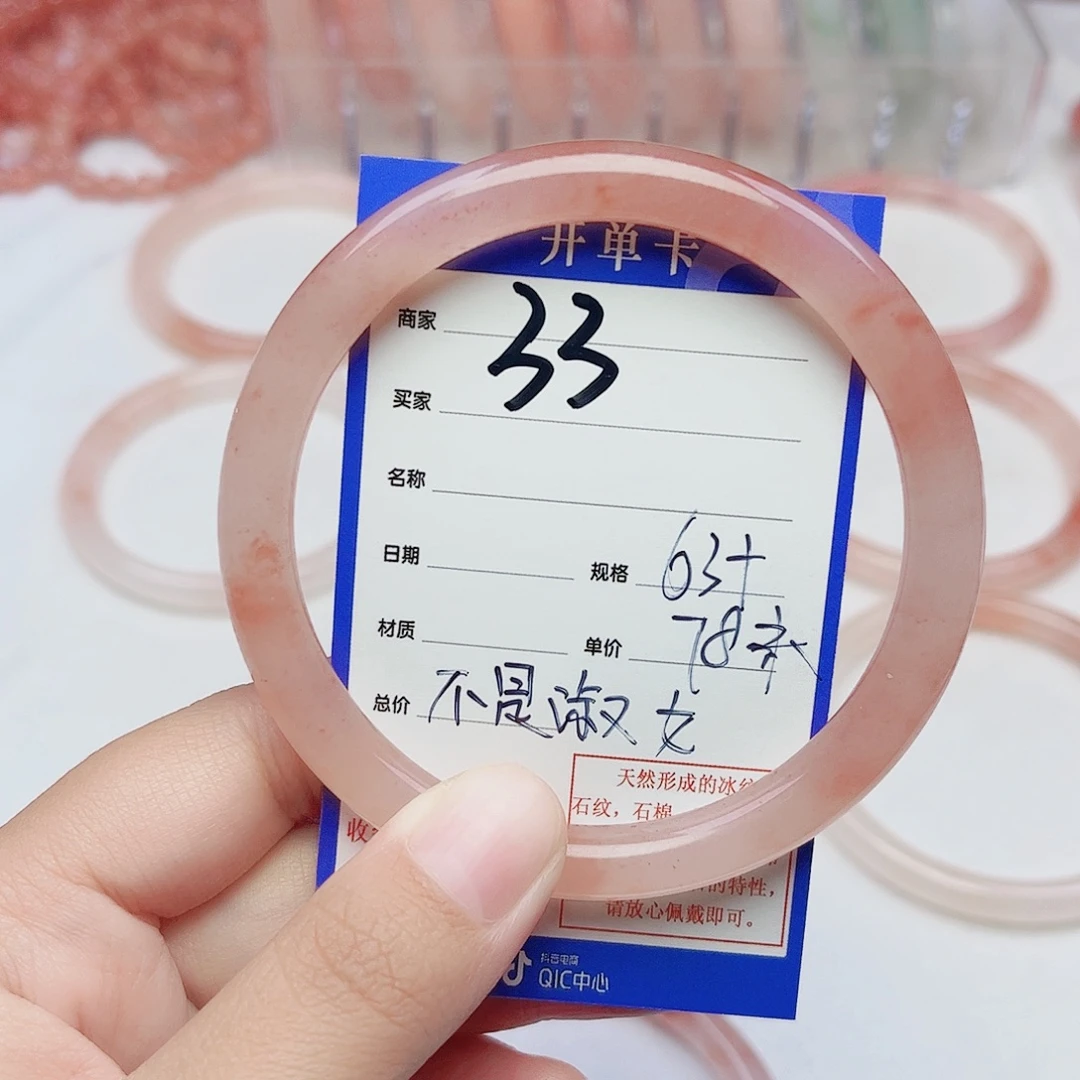 开单卡
商家 33
买家
名称
日期 规格 63+
材质 单价 78
总价 不是淑女
天然形成的冰纹
石纹，石棉
收
的特性，
请放心佩戴即可。
抖音电商
QIC中心